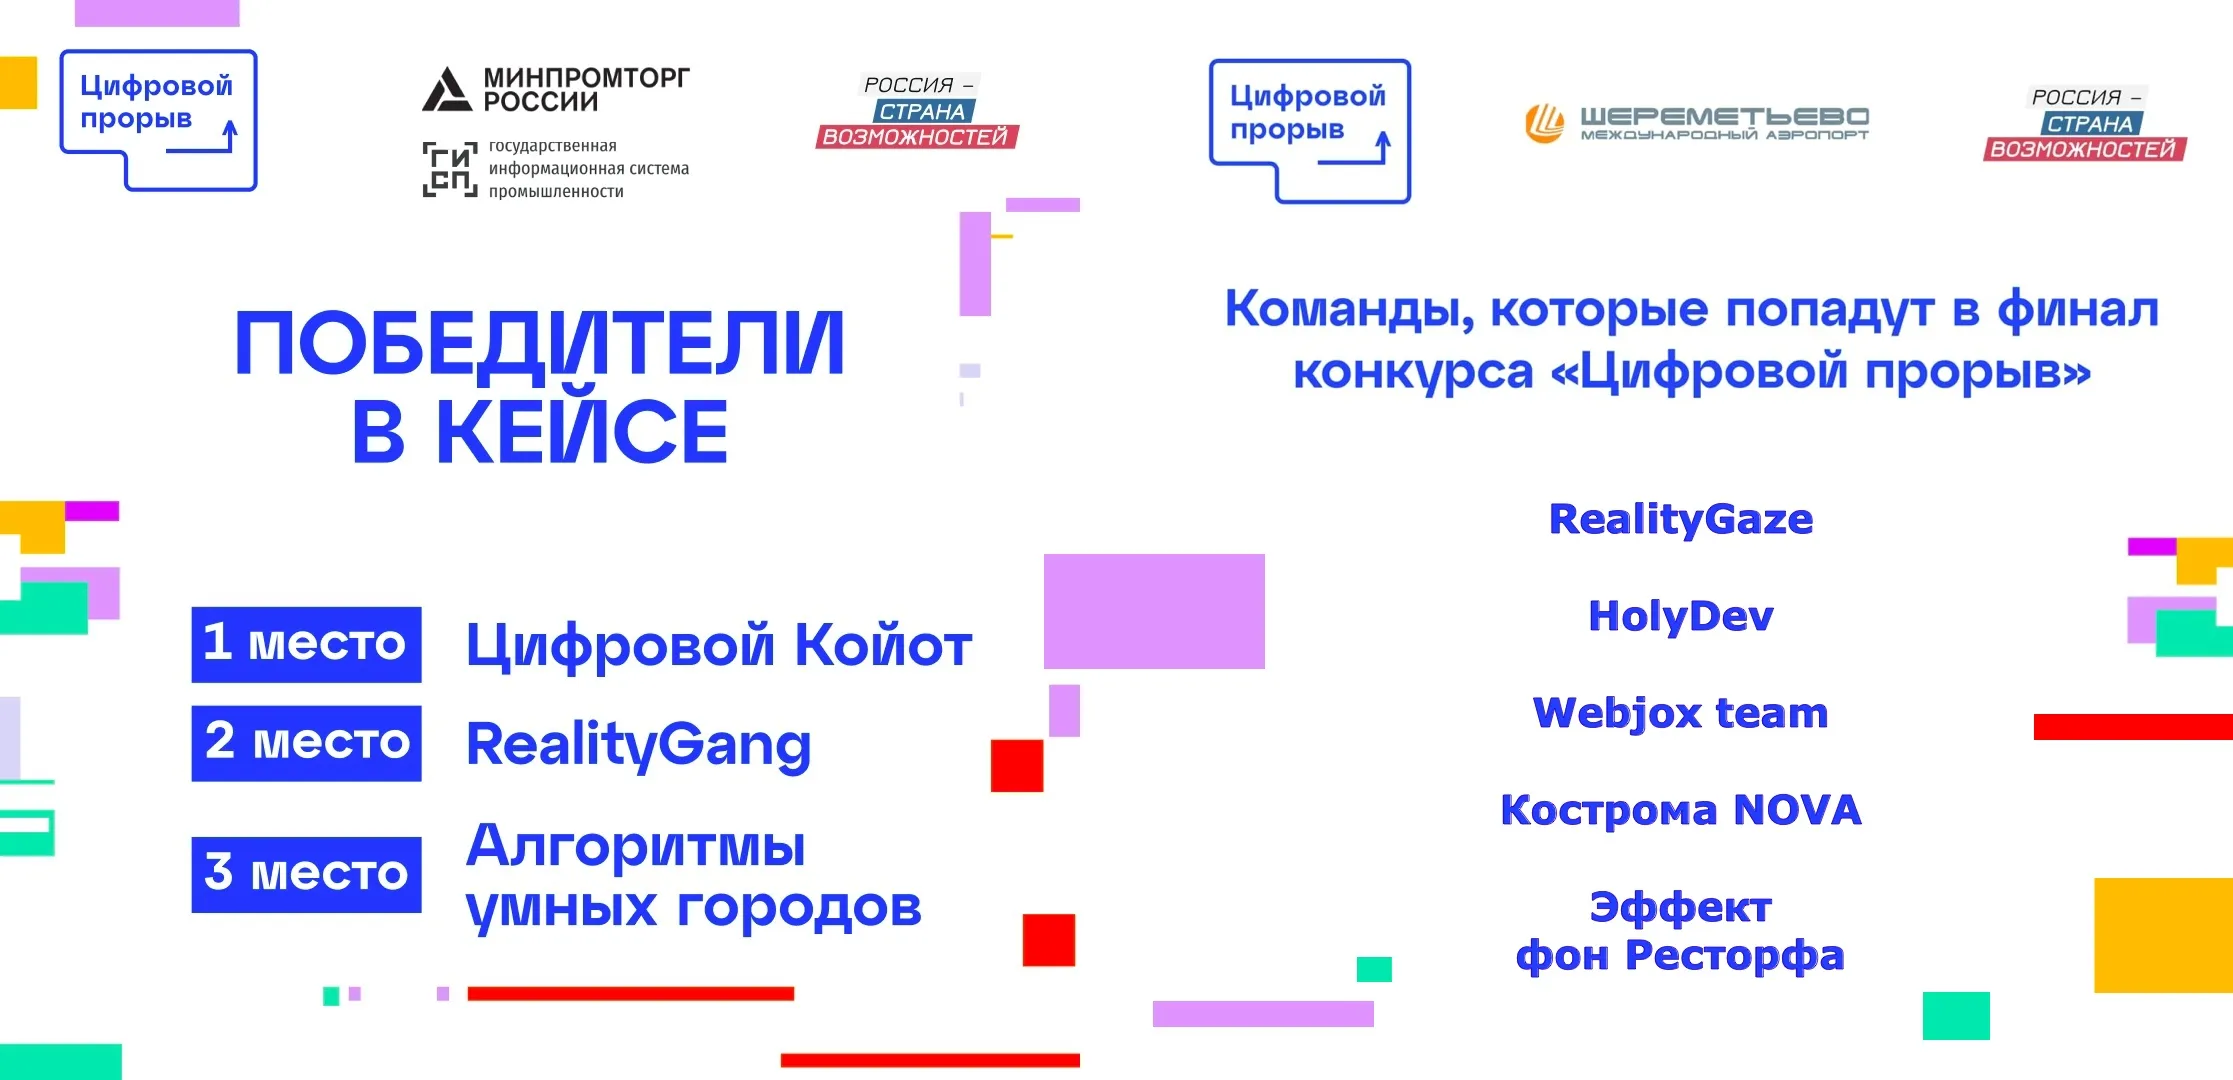 Цифровой
прорыв
МИНПРОМТОРГ
РОССИИ
ГИ
СП
государственная
информационная система
промышленности
РОССИЯ –
СТРАНА
ВОЗМОЖНОСТЕЙ
ПОБЕДИТЕЛИ
В КЕЙСЕ
1 место
Цифровой Койот
2 место
RealityGang
3 место
Алгоритмы
умных городов
Цифровой
прорыв
ШЕРЕМЕТЬЕВО
МЕЖДУНАРОДНЫЙ АЭРОПОРТ
РОССИЯ –
СТРАНА
ВОЗМОЖНОСТЕЙ
Команды, которые попадут в финал
конкурса «Цифровой прорыв»
RealityGaze
HolyDev
Webjox team
Кострома NOVA
Эффект
фон Ресторфа